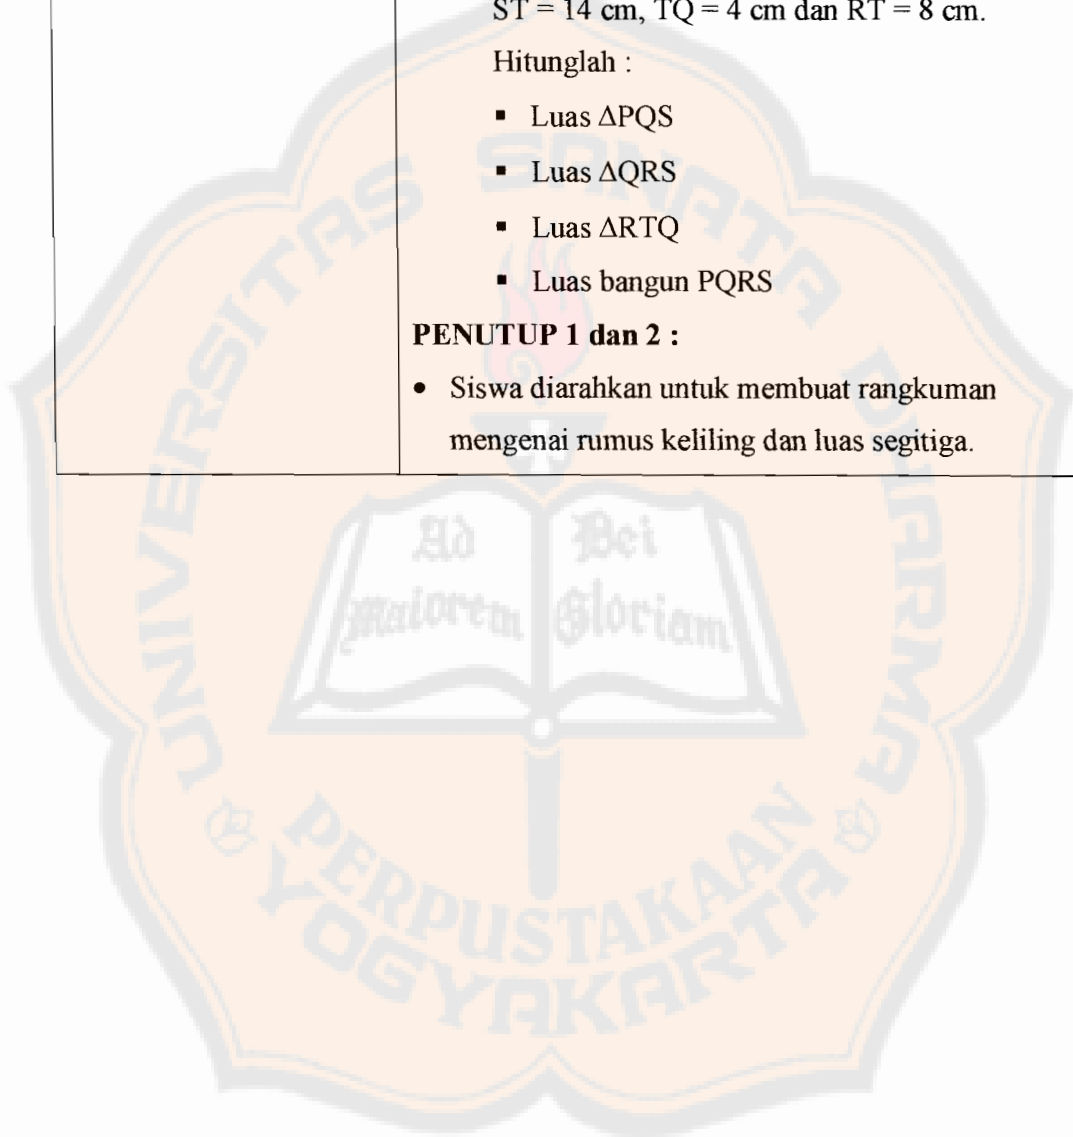 ST = 14 cm, TQ = 4 cm dan RT = 8 cm.
Hitunglah :
▪ Luas ΔPQS
▪ Luas ΔQRS
▪ Luas ΔRTQ
▪ Luas bangun PQRS
PENUTUP 1 dan 2 :
• Siswa diarahkan untuk membuat rangkuman
mengenai rumus keliling dan luas segitiga.
UNIVERSITAS SANATA DHARMA
Ad Dei
Maiorem Gloriam
PERPUSTAKAAN
YOGYAKARTA